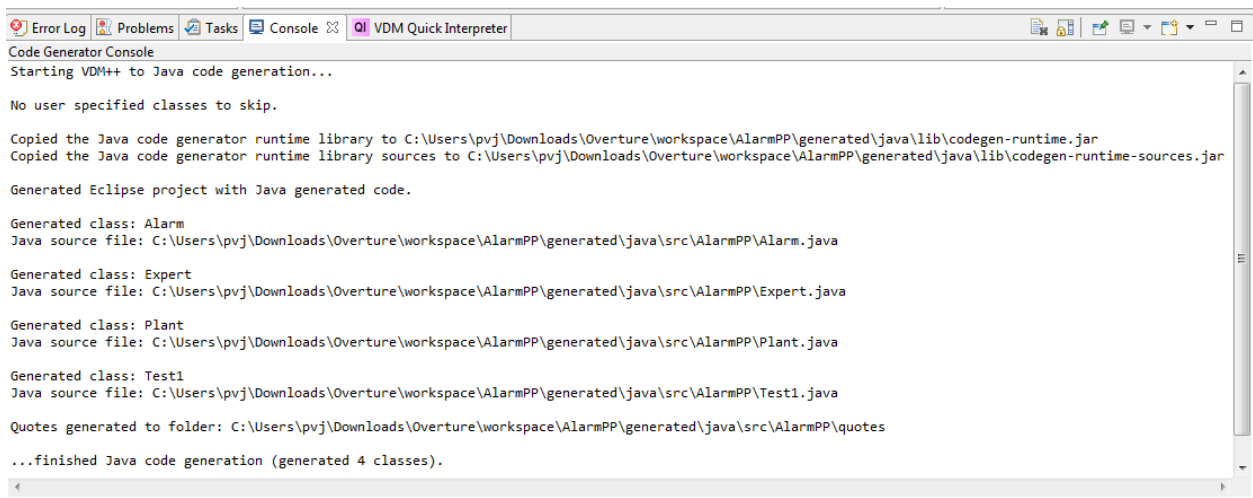 Error Log Problems Tasks Console QI VDM Quick Interpreter
Code Generator Console
Starting VDM++ to Java code generation...
No user specified classes to skip.
Copied the Java code generator runtime library to C:\Users\pvj\Downloads\Overture\workspace\AlarmPP\generated\java\lib\codegen-runtime.jar
Copied the Java code generator runtime library sources to C:\Users\pvj\Downloads\Overture\workspace\AlarmPP\generated\java\lib\codegen-runtime-sources.jar
Generated Eclipse project with Java generated code.
Generated class: Alarm
Java source file: C:\Users\pvj\Downloads\Overture\workspace\AlarmPP\generated\java\src\AlarmPP\Alarm.java
Generated class: Expert
Java source file: C:\Users\pvj\Downloads\Overture\workspace\AlarmPP\generated\java\src\AlarmPP\Expert.java
Generated class: Plant
Java source file: C:\Users\pvj\Downloads\Overture\workspace\AlarmPP\generated\java\src\AlarmPP\Plant.java
Generated class: Test1
Java source file: C:\Users\pvj\Downloads\Overture\workspace\AlarmPP\generated\java\src\AlarmPP\Test1.java
Quotes generated to folder: C:\Users\pvj\Downloads\Overture\workspace\AlarmPP\generated\java\src\AlarmPP\quotes
...finished Java code generation (generated 4 classes).